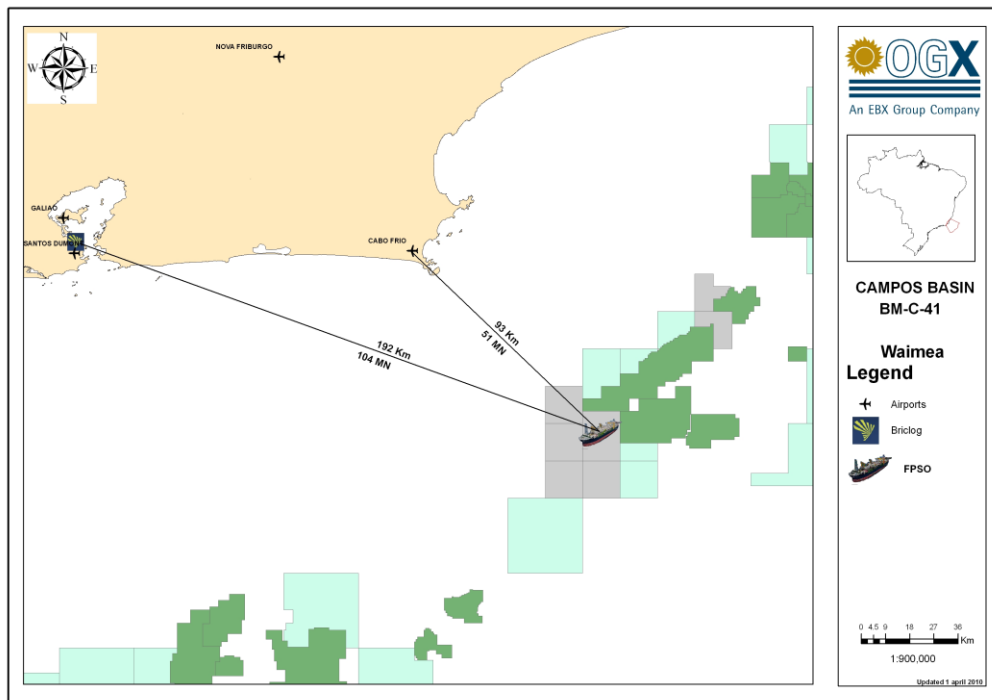 N
W E
S
NOVA FRIBURGO
GALIAO
SANTOS DUMONT
CABO FRIO
93 Km
51 MN
192 Km
104 MN
OGX
An EBX Group Company
CAMPOS BASIN
BM-C-41
Waimea
Legend
Airports
Briclog
FPSO
0 4.5 9 18 27 36
Km
1:900,000
Updated 1 april 2010